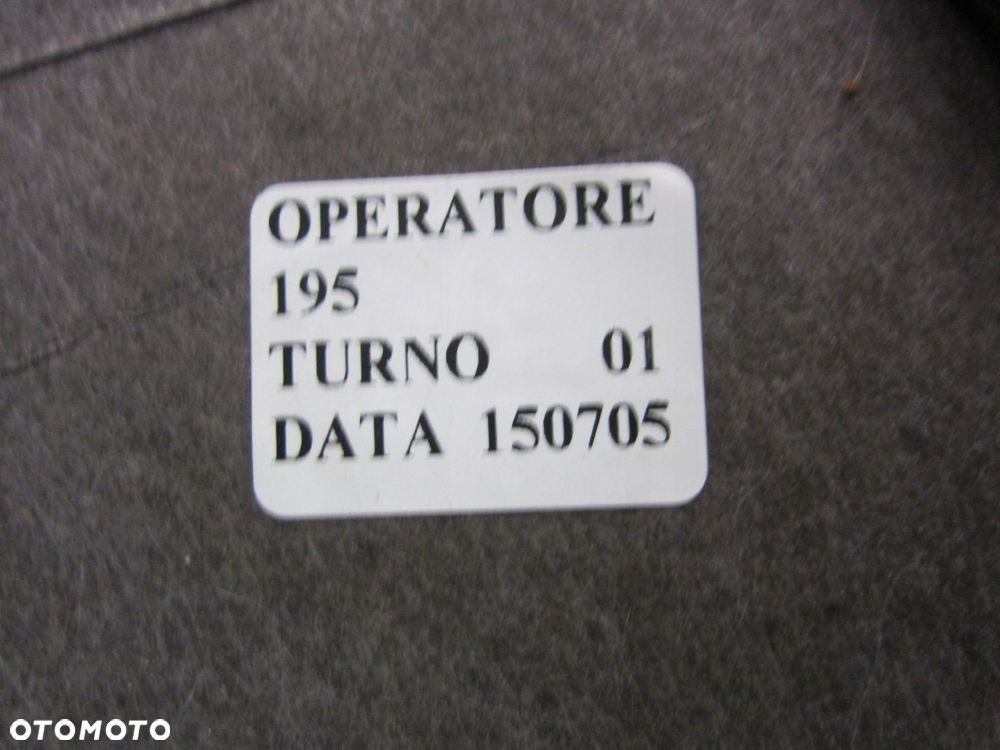 OPERATORE
195
TURNO 01
DATA 150705
OTOMOTO